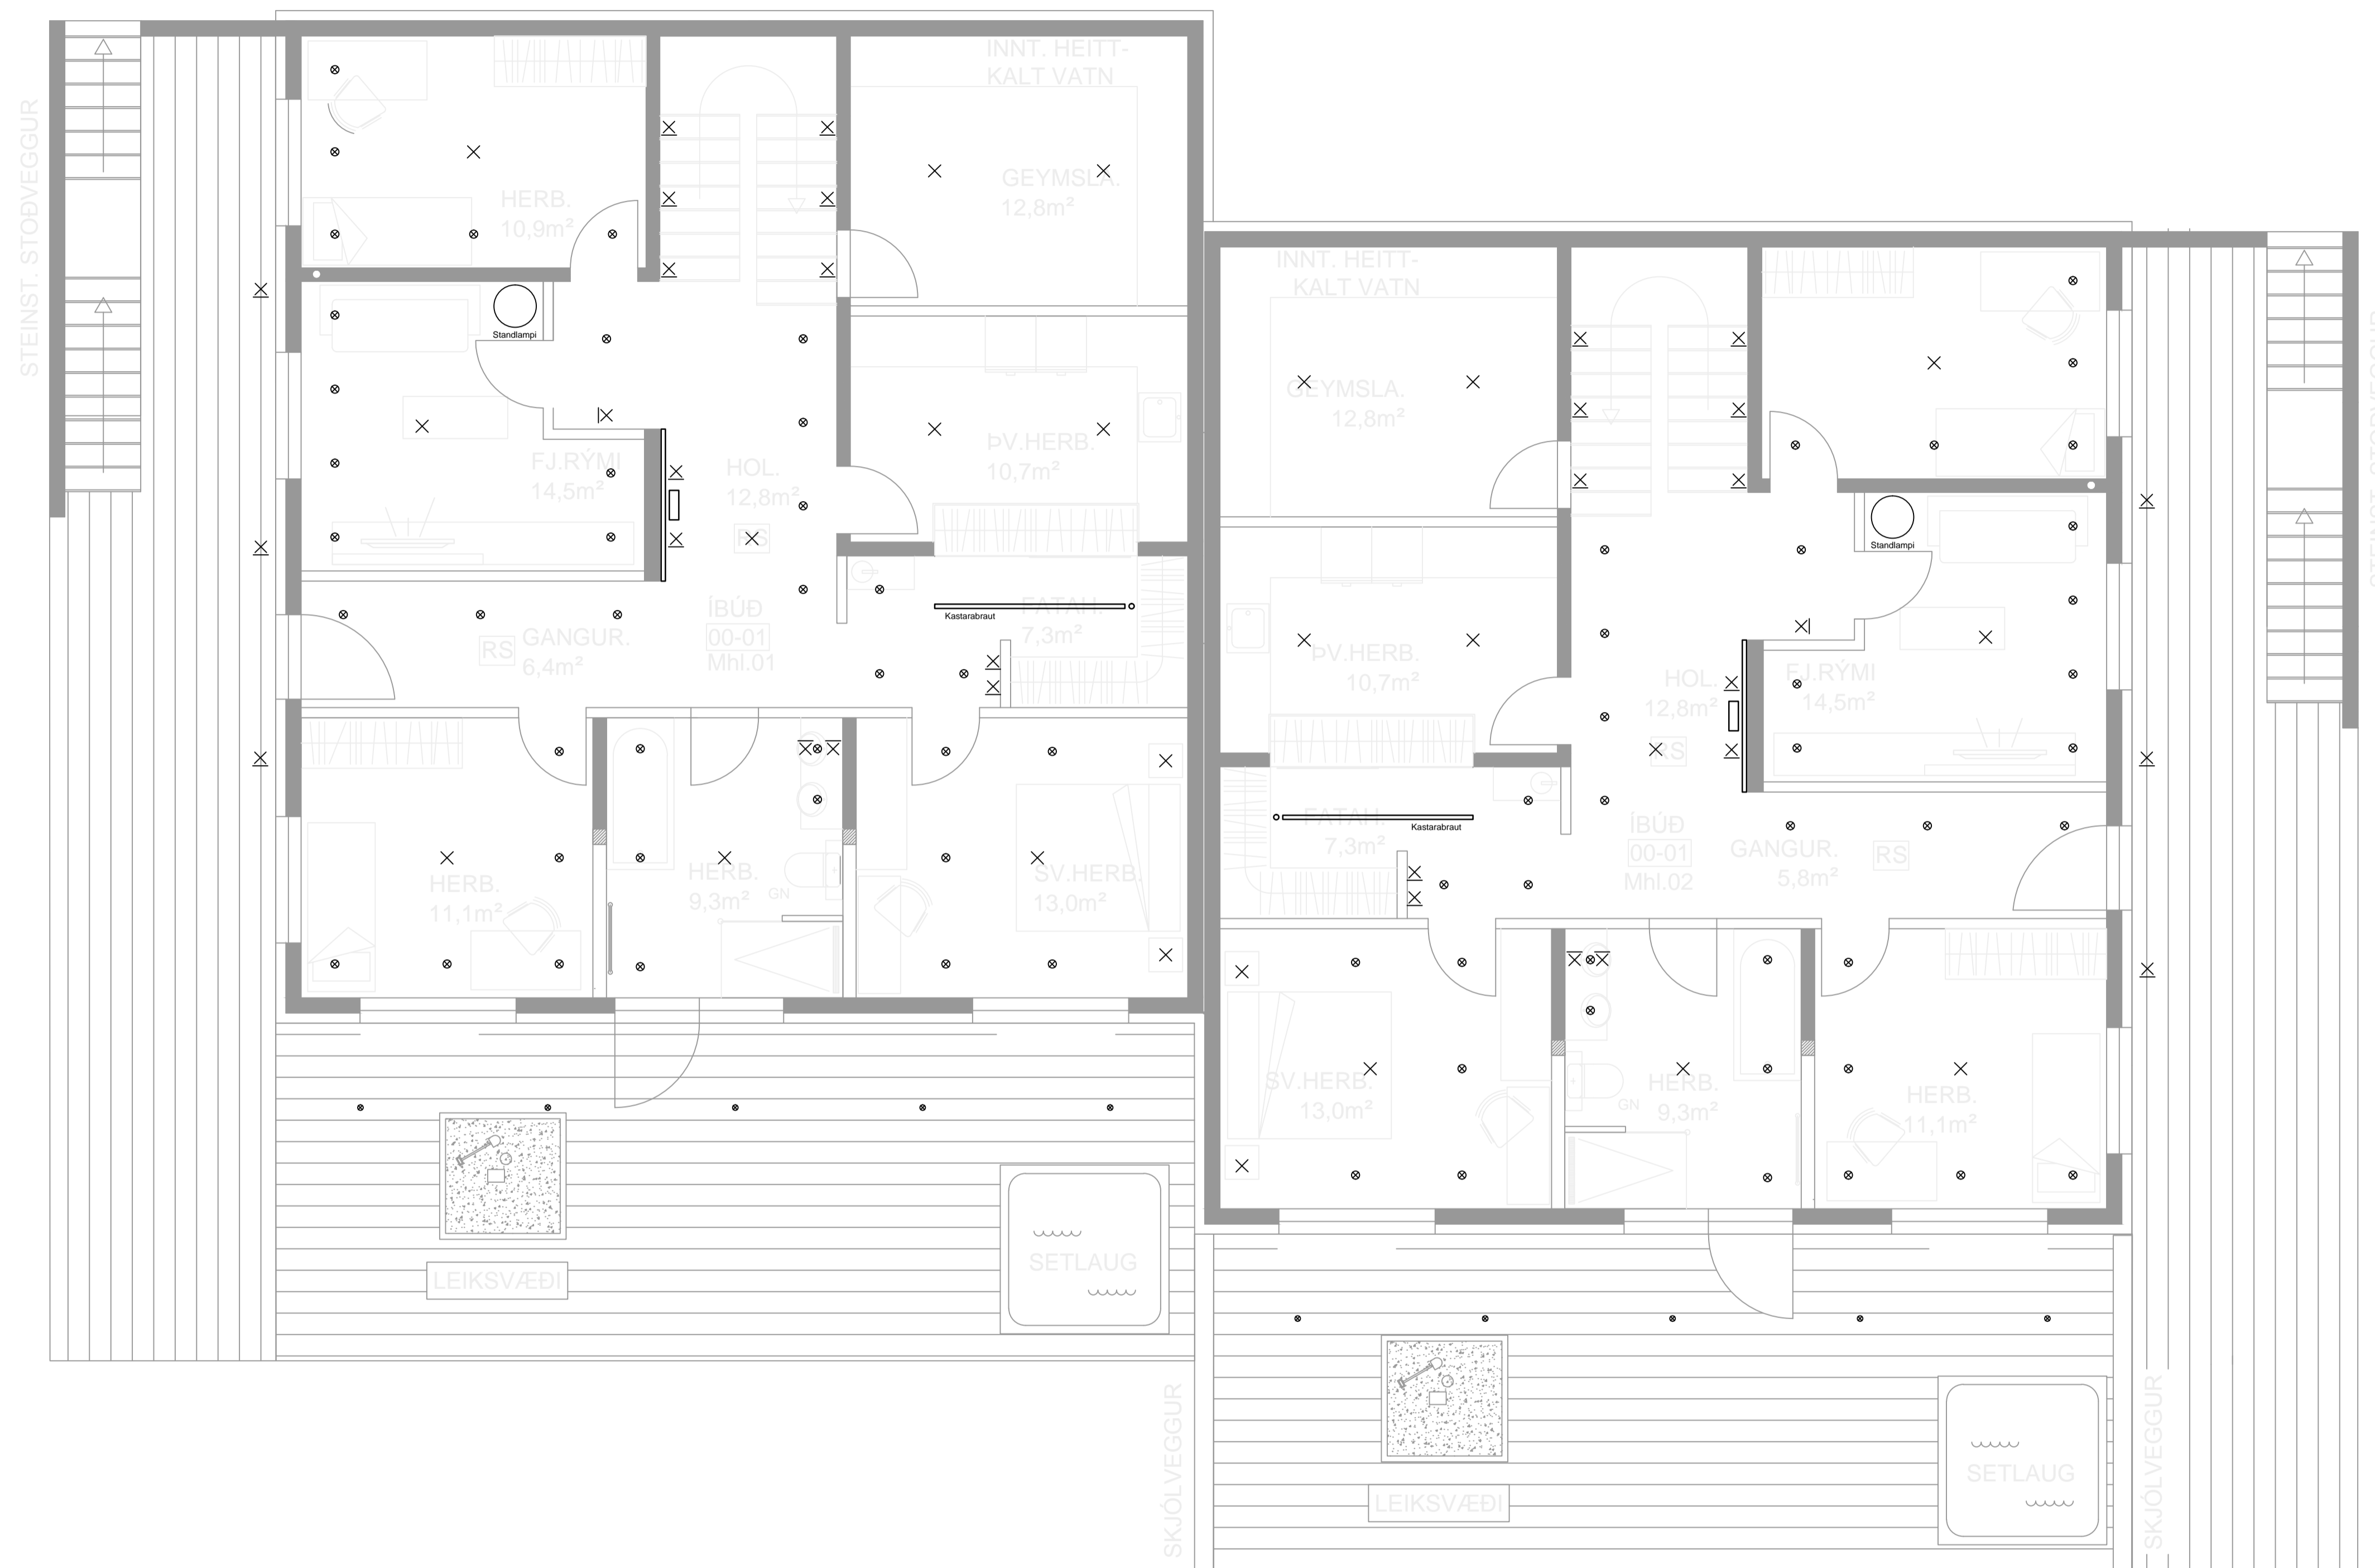 STEINST. STOÐVEGGUR
INNT. HEITT-
KALT VATN
GEYMSLA.
12,8m²
HERB.
10,9m²
Standlampi
FJ.RÝMI
14,5m²
HOL.
12,8m²
RS
ÞV.HERB.
10,7m²
Kastarabraut
FATAH.
7,3m²
ÍBÚÐ
00-01
Mhl.01
RS
GANGUR.
6,4m²
HERB.
11,1m²
HERB.
9,3m²
GN
SV.HERB.
13,0m²
LEIKSVÆÐI
SETLAUG
SKJÓLVEGGUR
INNT. HEITT-
KALT VATN
GEYMSLA.
12,8m²
Standlampi
ÞV.HERB.
10,7m²
HOL.
12,8m²
RS
FJ.RÝMI
14,5m²
FATAH.
7,3m²
Kastarabraut
ÍBÚÐ
00-01
Mhl.02
GANGUR.
5,8m²
RS
SV.HERB.
13,0m²
HERB.
9,3m²
GN
HERB.
11,1m²
LEIKSVÆÐI
SETLAUG
SKJÓLVEGGUR